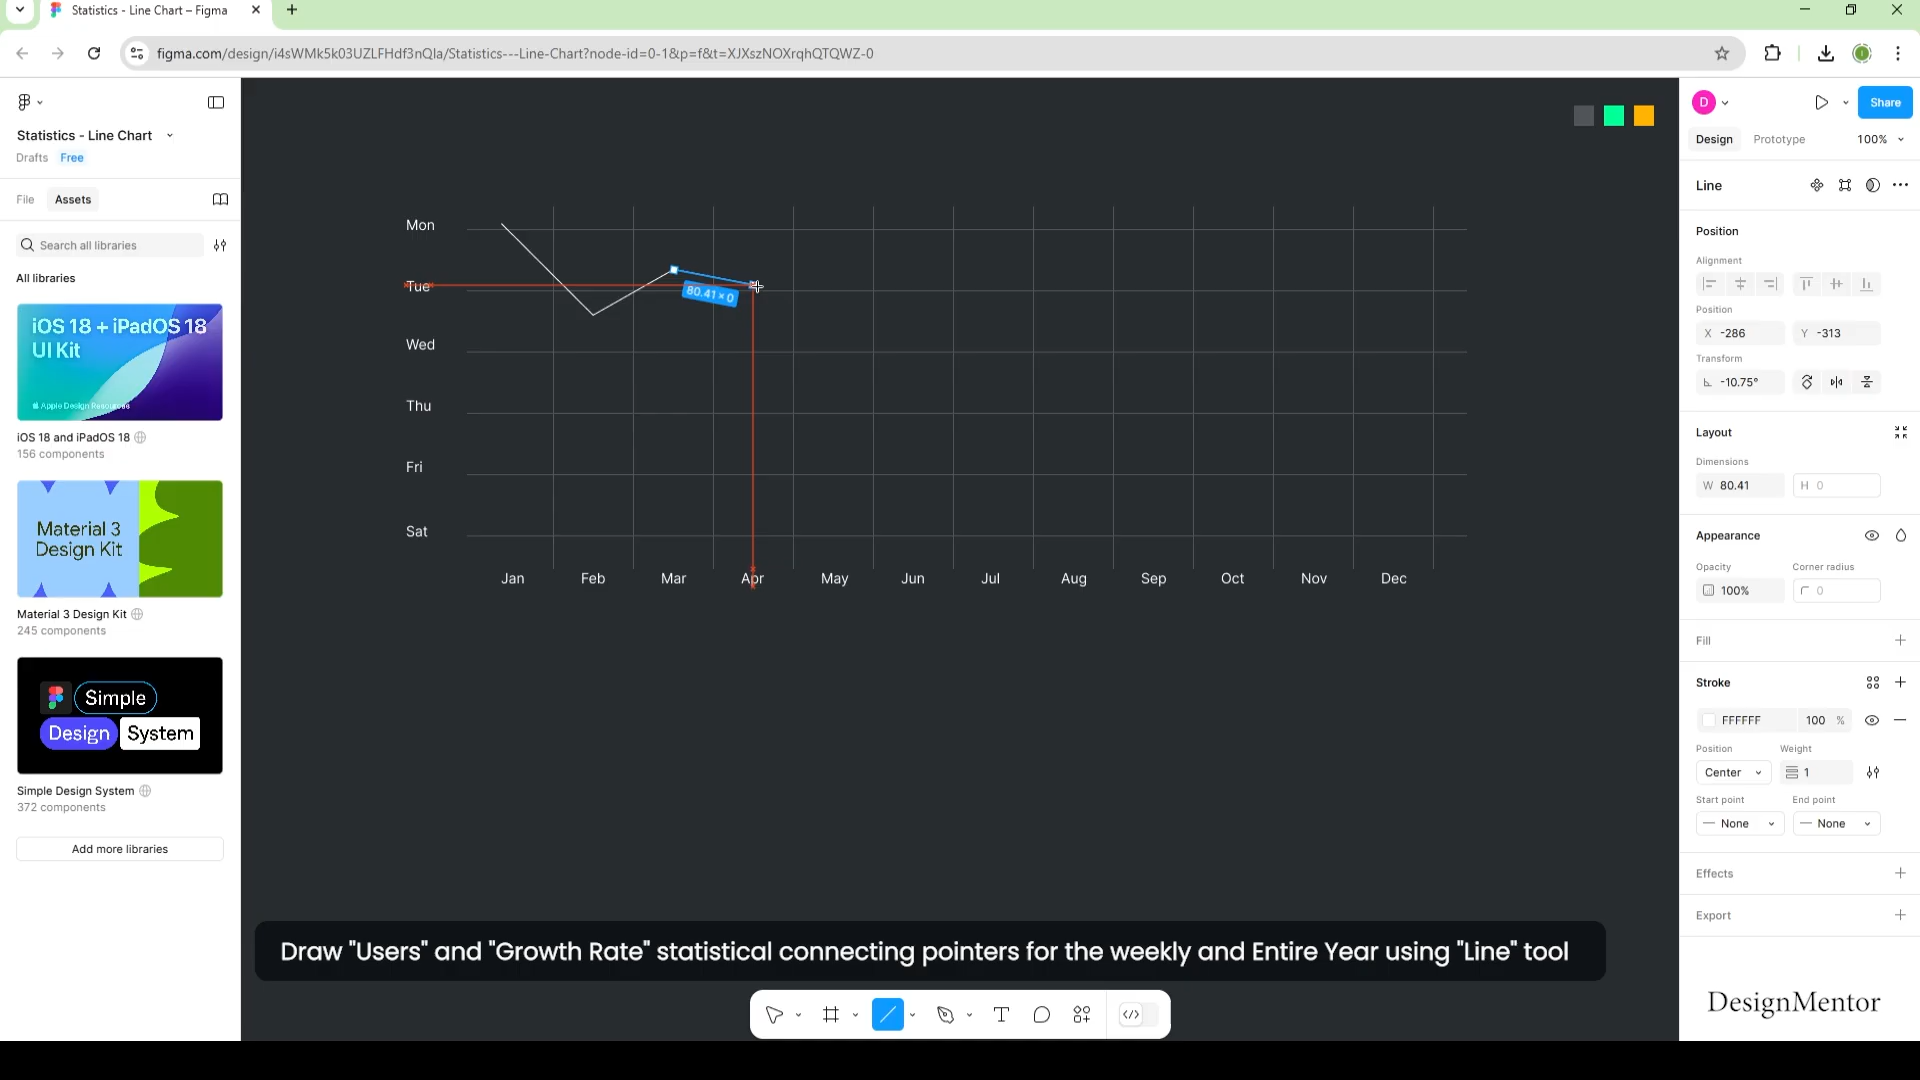 Statistics - Line Chart – Figma
figma.com/design/i4sWMk5k03UZLFHdf3nQIa/Statistics---Line-Chart?node-id=0-1&p=f&t=XJXszNOXrqhQTQWZ-0
Statistics - Line Chart
Drafts Free
File Assets
Search all libraries
All libraries
iOS 18 + iPadOS 18
UI Kit
Apple Design Resources
iOS 18 and iPadOS 18
156 components
Material 3
Design Kit
Material 3 Design Kit
245 components
Simple
Design System
Simple Design System
372 components
Add more libraries
Mon
Tue
Wed
Thu
Fri
Sat
80.41 × 0
Jan Feb Mar Apr May Jun Jul Aug Sep Oct Nov Dec
Draw "Users" and "Growth Rate" statistical connecting pointers for the weekly and Entire Year using "Line" tool
D
Share
Design Prototype 100%
Line
Position
Alignment
Position
X -286 Y -313
Transform
-10.75°
Layout
Dimensions
W 80.41 H 0
Appearance
Opacity Corner radius
100% 0
Fill
Stroke
FFFFFF 100 %
Position Weight
Center 1
Start point End point
None None
Effects
Export
DesignMentor